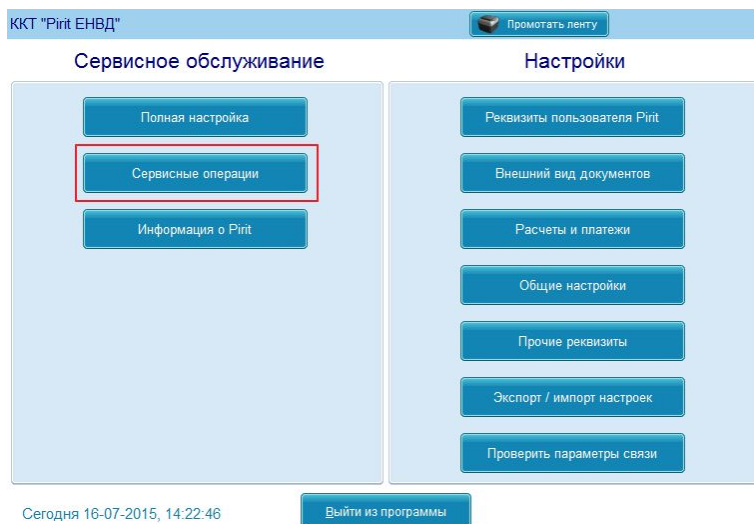 ККТ "Pirit ЕНВД"
Промотать ленту
Сервисное обслуживание
Настройки
Полная настройка
Сервисные операции
Информация о Pirit
Реквизиты пользователя Pirit
Внешний вид документов
Расчеты и платежи
Общие настройки
Прочие реквизиты
Экспорт / импорт настроек
Проверить параметры связи
Сегодня 16-07-2015, 14:22:46
Выйти из программы